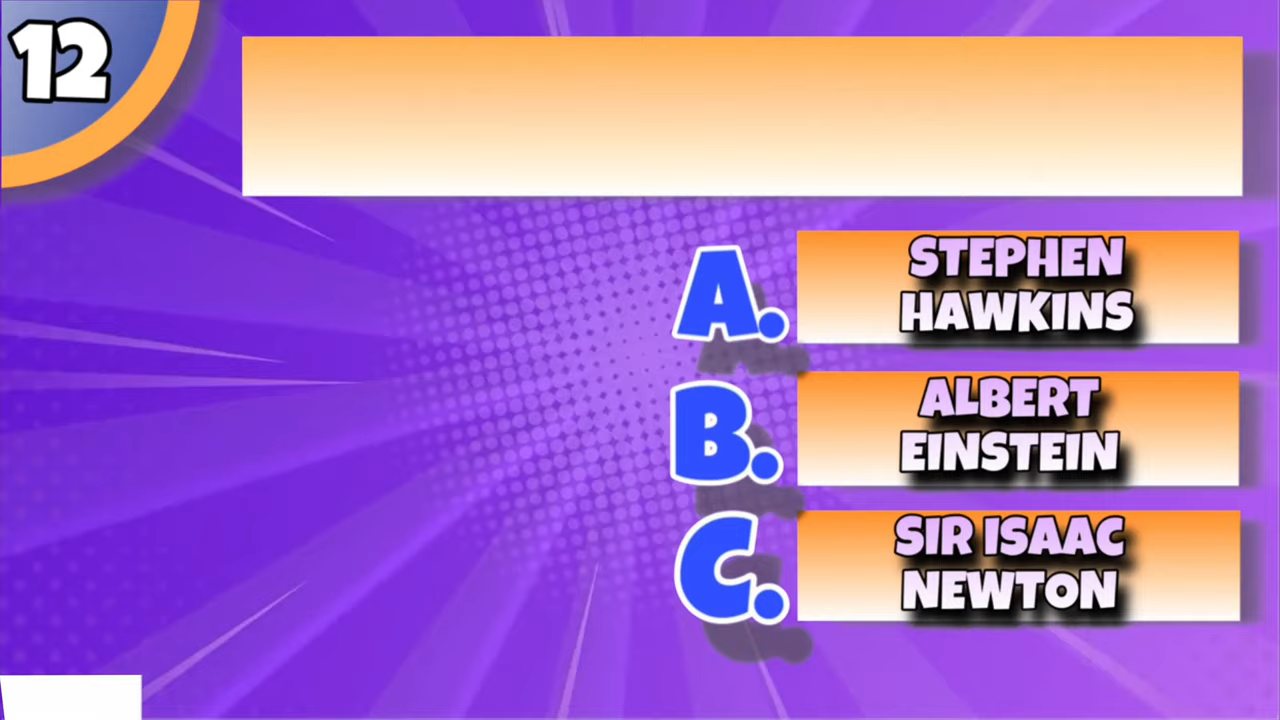 12
A.
STEPHEN
HAWKINS
B.
ALBERT
EINSTEIN
C.
SIR ISAAC
NEWTON